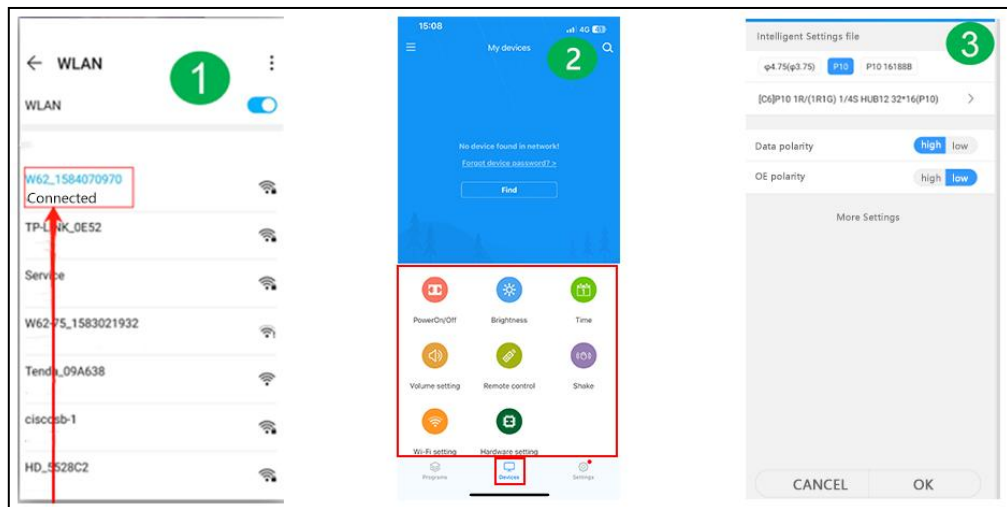 WLAN
1
WLAN
W62_1584070970
Connected
TP-LINK_0E52
Service
W62-75_1583021932
Tenda_09A638
ciscosb-1
HD_5528C2
15:08
4G 63
My devices
2
No device found in network!
Forgot device password? >
Find
PowerOn/Off
Brightness
Time
Volume setting
Remote control
Shake
Wi-Fi setting
Hardware setting
Programs
Devices
Settings
Intelligent Settings file
3
φ4.75(φ3.75) P10 P10 16188B
[C6]P10 1R/(1R1G) 1/4S HUB12 32*16(P10) >
Data polarity high low
OE polarity high low
More Settings
CANCEL OK